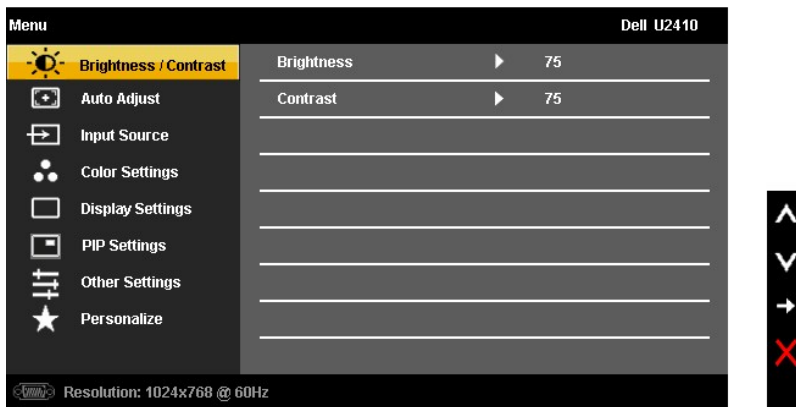 Menu Dell U2410
Brightness / Contrast Brightness 75
Auto Adjust Contrast 75
Input Source
Color Settings
Display Settings
PIP Settings
Other Settings
Personalize
Resolution: 1024x768 @ 60Hz